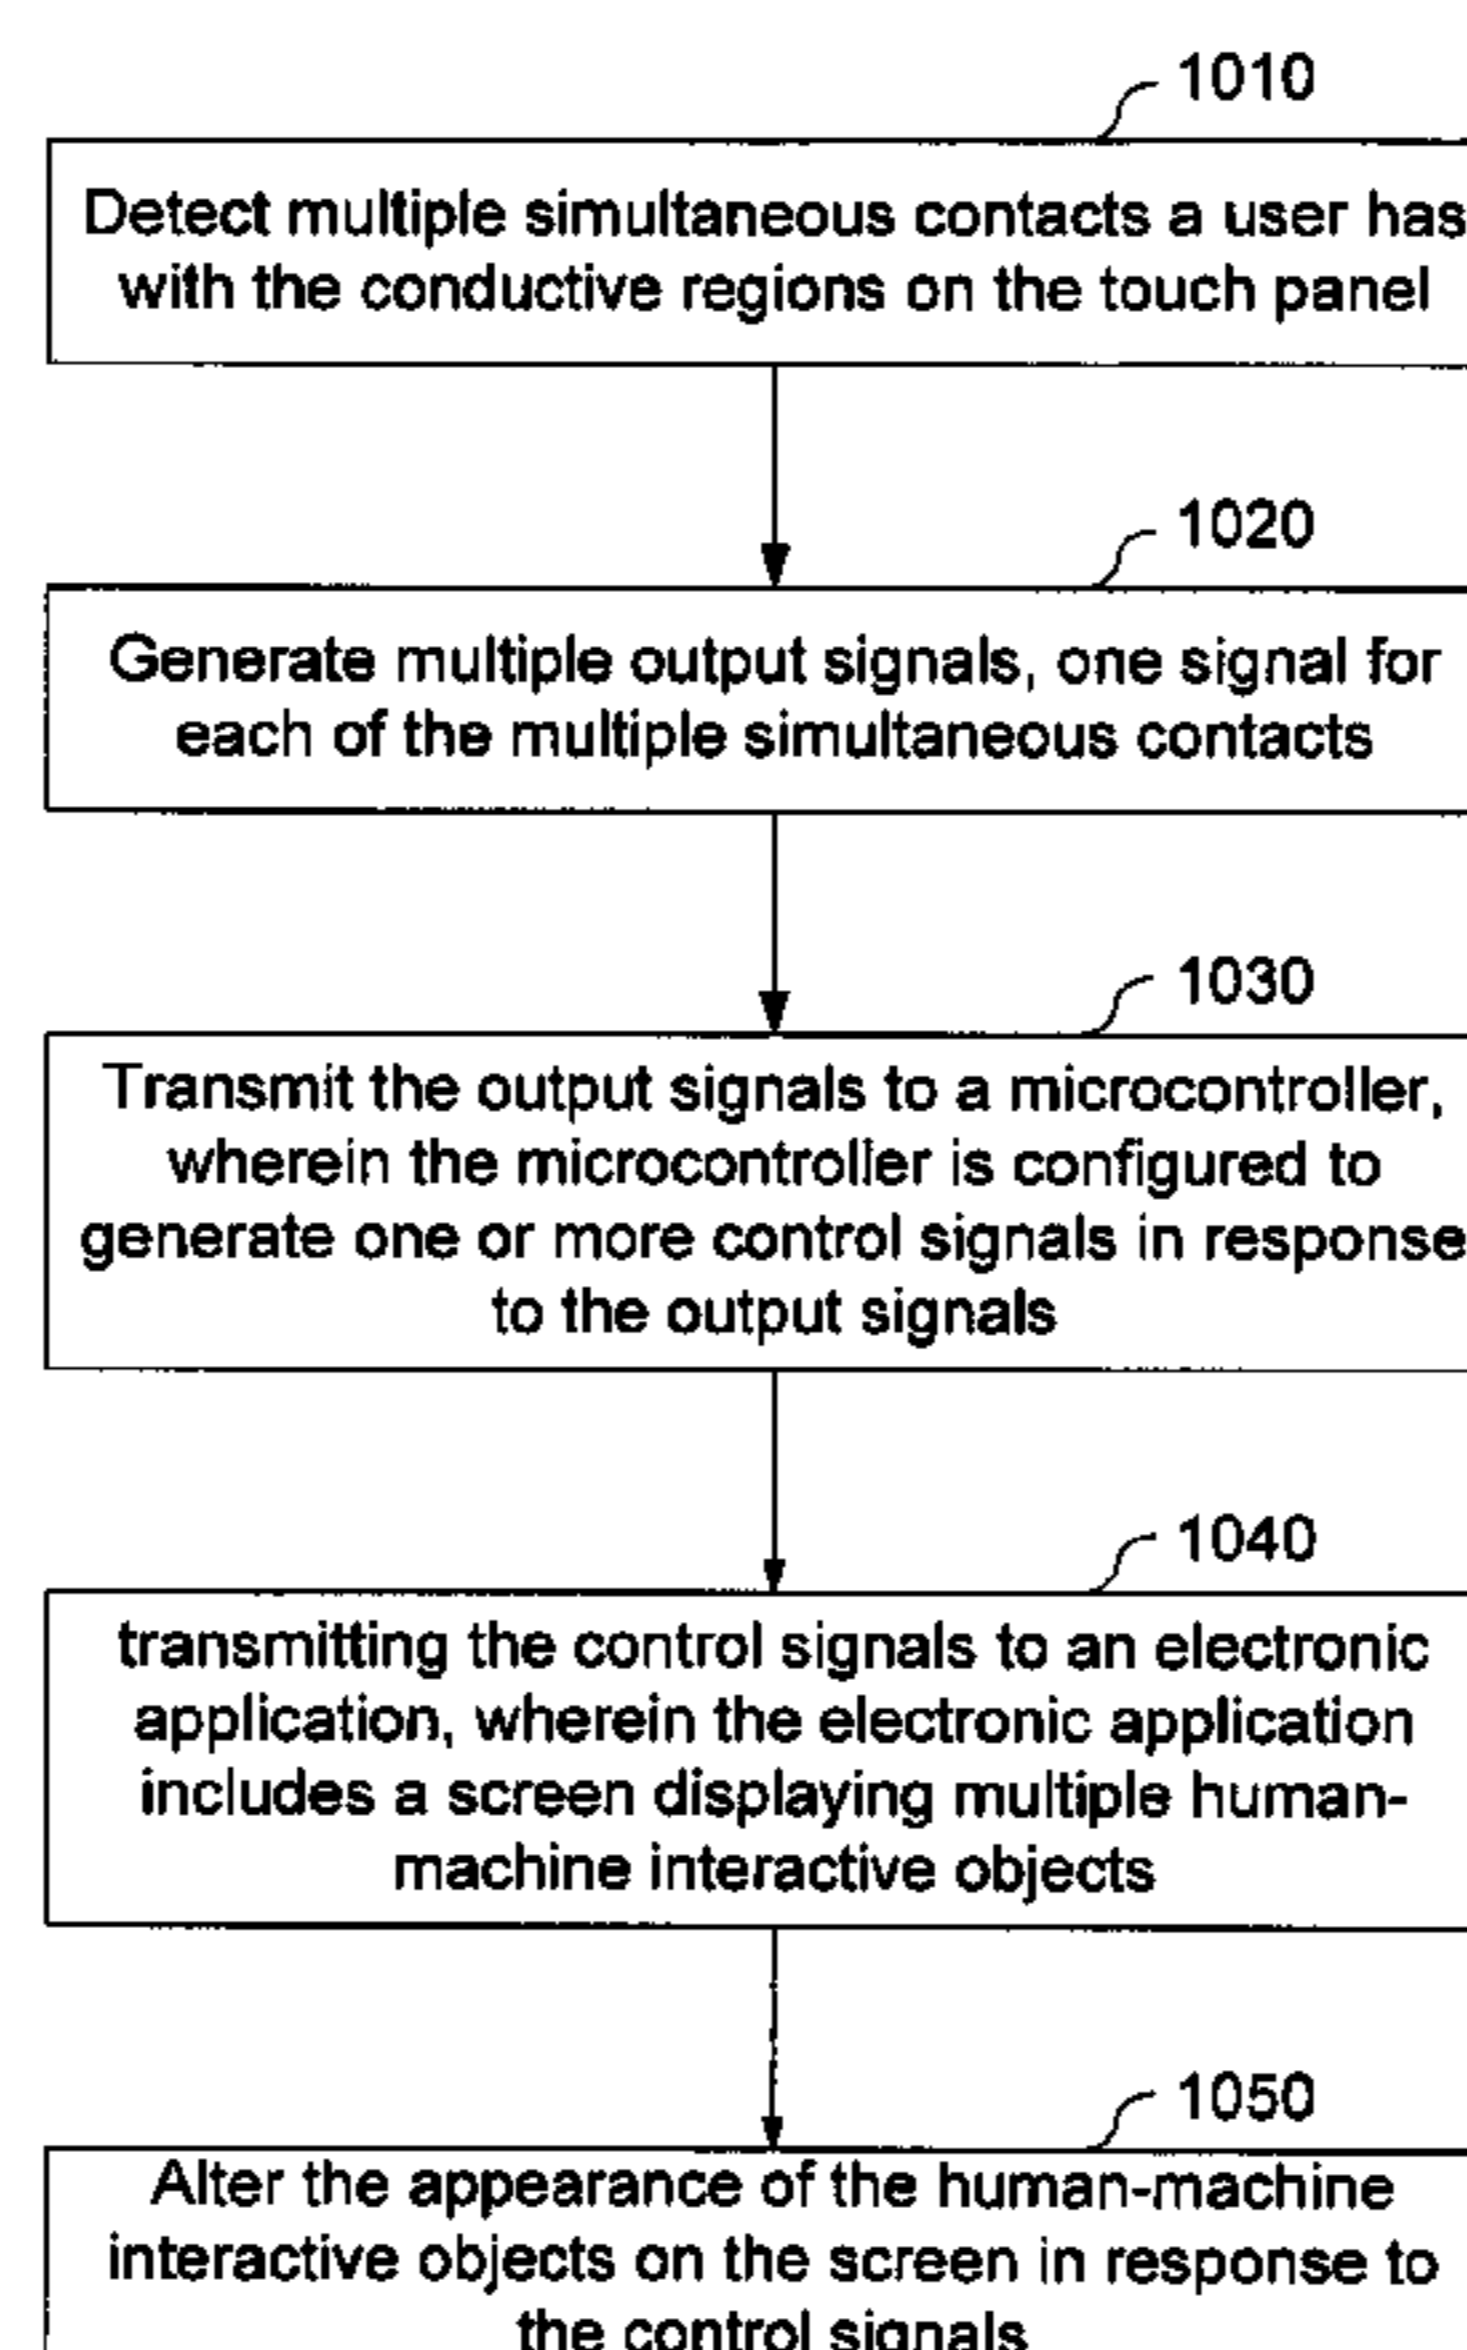 1010
Detect multiple simultaneous contacts a user has
with the conductive regions on the touch panel
1020
Generate multiple output signals, one signal for
each of the multiple simultaneous contacts
1030
Transmit the output signals to a microcontroller,
wherein the microcontroller is configured to
generate one or more control signals in response
to the output signals
1040
transmitting the control signals to an electronic
application, wherein the electronic application
includes a screen displaying multiple human-
machine interactive objects
1050
Alter the appearance of the human-machine
interactive objects on the screen in response to
the control signals